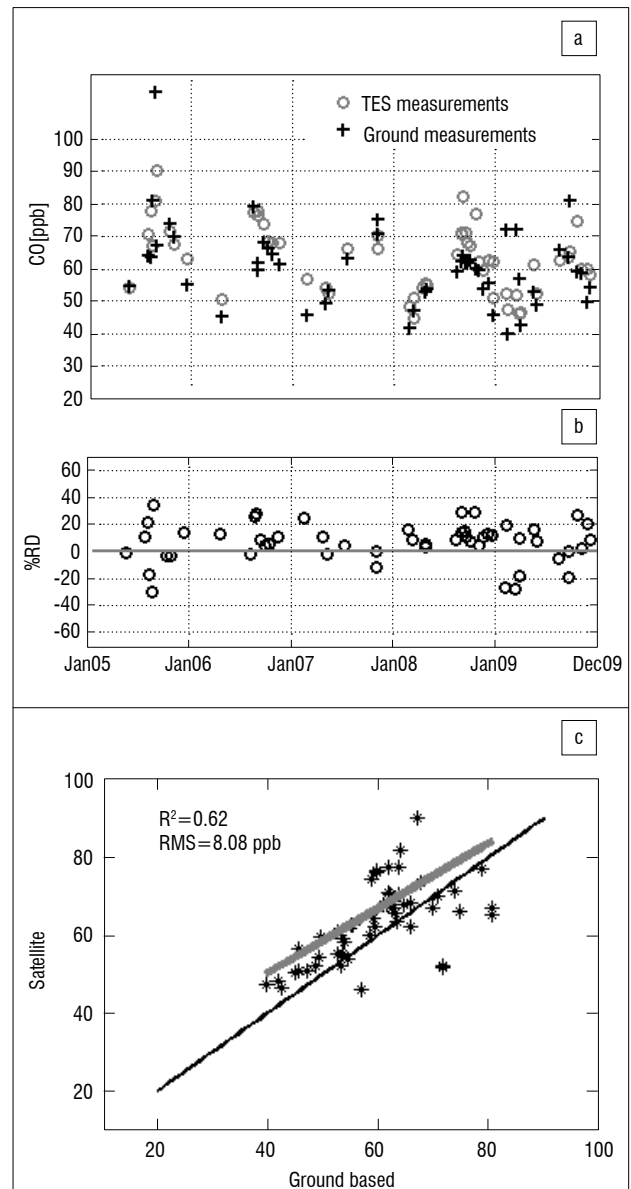 a
TES measurements
Ground measurements
CO[ppb]
100
90
80
70
60
50
40
30
20
b
%RD
60
40
20
0
-20
-40
-60
Jan05 Jan06 Jan07 Jan08 Jan09 Dec09
c
R²=0.62
RMS=8.08 ppb
Satellite
100
80
60
40
20
20 40 60 80 100
Ground based